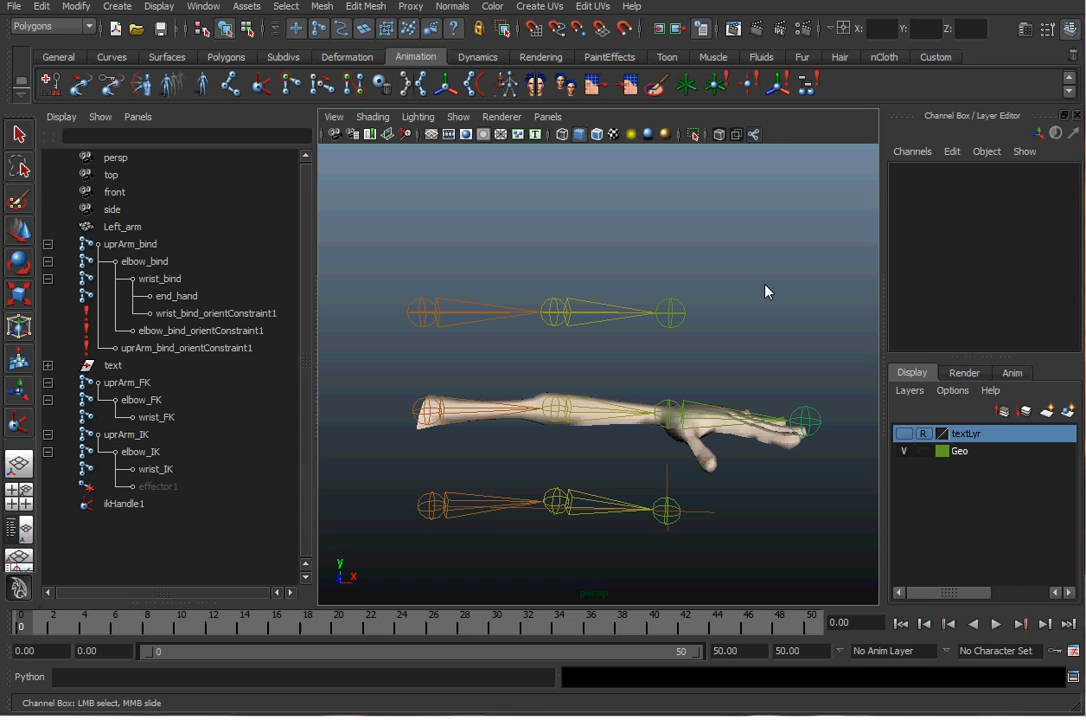 File Edit Modify Create Display Window Assets Select Mesh Edit Mesh Proxy Normals Color Create UVs Edit UVs Help
Polygons X: Y: Z:
General Curves Surfaces Polygons Subdivs Deformation Animation Dynamics Rendering PaintEffects Toon Muscle Fluids Fur Hair nCloth Custom
Display Show Panels
View Shading Lighting Show Renderer Panels
Channel Box / Layer Editor
Channels Edit Object Show
persp
top
front
side
Left_arm
uprArm_bind
elbow_bind
wrist_bind
end_hand
wrist_bind_orientConstraint1
elbow_bind_orientConstraint1
uprArm_bind_orientConstraint1
text
uprArm_FK
elbow_FK
wrist_FK
uprArm_IK
elbow_IK
wrist_IK
effector1
ikHandle1
y
x
persp
Display Render Anim
Layers Options Help
R textLyr
V Geo
0 2 4 6 8 10 12 14 16 18 20 22 24 26 28 30 32 34 36 38 40 42 44 46 48 50
0 0.00
0.00 0.00 0 50 50.00 50.00 No Anim Layer No Character Set
Python
Channel Box: LMB select, MMB slide